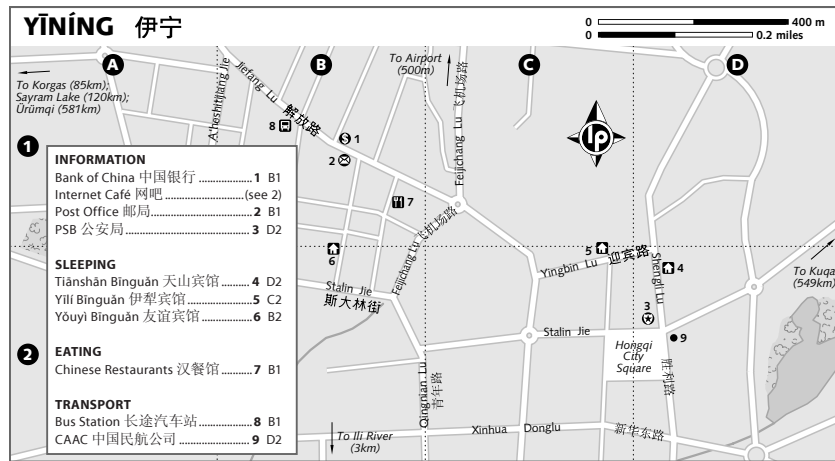 YĪNÍNG 伊宁
0 400 m
0 0.2 miles
A
B
C
D
To Korgas (85km);
Sayram Lake (120km);
Ürümqi (581km)
To Airport
(500m)
A'heshitijiang Jie
Jiefang Lu 解放路
Feijichang Lu 飞机场路
8
1
2
lp
1
INFORMATION
Bank of China 中国银行 1 B1
Internet Café 网吧 (see 2)
Post Office 邮局 2 B1
PSB 公安局 3 D2
SLEEPING
Tiānshān Bīnguǎn 天山宾馆 4 D2
Yīlí Bīnguǎn 伊犁宾馆 5 C2
Yǒuyì Bīnguǎn 友谊宾馆 6 B2
2
EATING
Chinese Restaurants 汉餐馆 7 B1
TRANSPORT
Bus Station 长途汽车站 8 B1
CAAC 中国民航公司 9 D2
7
Feijichang Lu 飞机场路
6
5
Yingbin Lu 迎宾路
Shengli Lu
4
To Kuqa
(549km)
Stalin Jie
斯大林街
3
Stalin Jie
9
Hongqi
City
Square
胜利路
Qingnian Lu
青年路
To Ili River
(3km)
Xinhua Donglu 新华东路